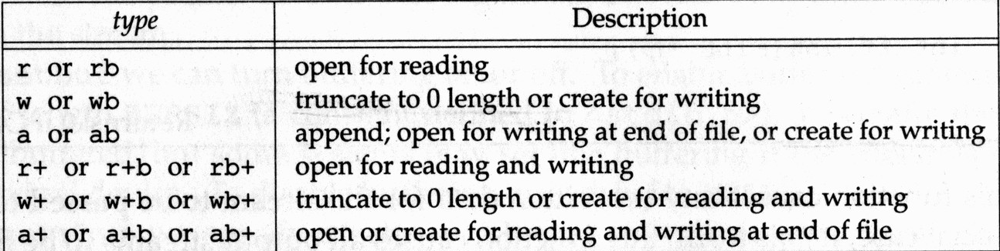 type Description
r or rb open for reading
w or wb truncate to 0 length or create for writing
a or ab append; open for writing at end of file, or create for writing
r+ or r+b or rb+ open for reading and writing
w+ or w+b or wb+ truncate to 0 length or create for reading and writing
a+ or a+b or ab+ open or create for reading and writing at end of file